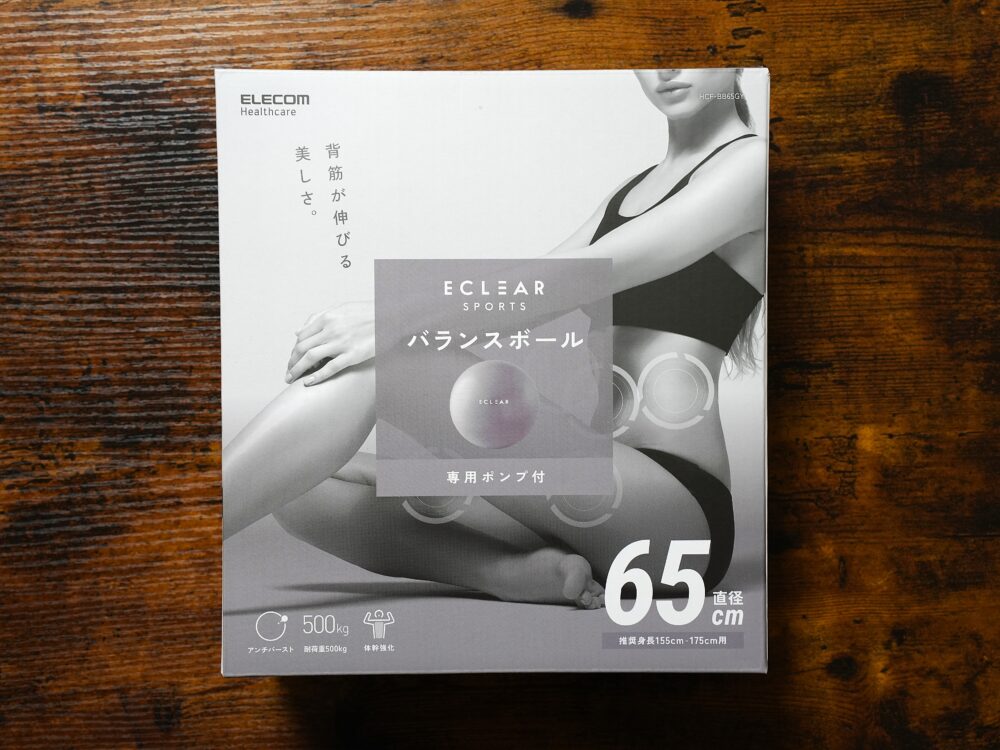 ELECOM
Healthcare
HCF-BB65GY
背筋が伸びる
美しさ。
ECLEAR
SPORTS
バランスボール
ECLEAR
専用ポンプ付
65
直径
cm
推奨身長155cm-175cm用
500kg
アンチバースト
耐荷重500kg
体幹強化